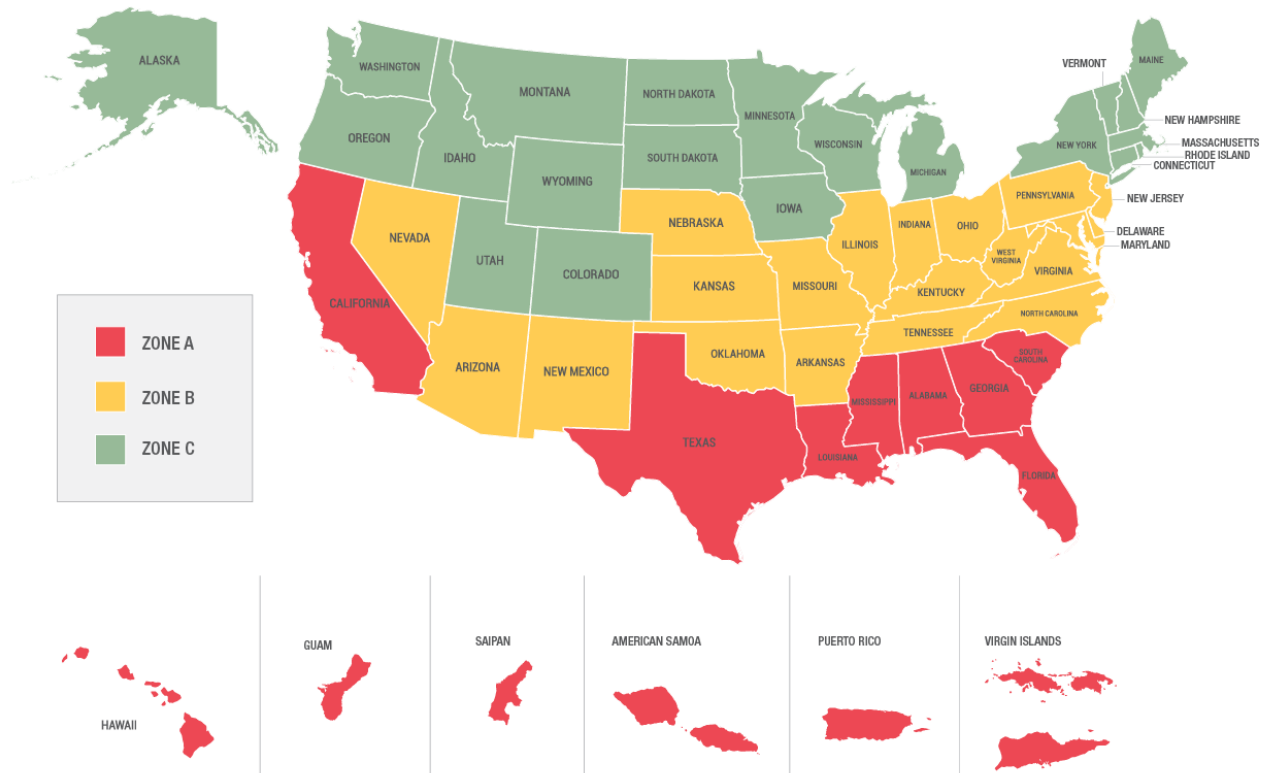 ALASKA
WASHINGTON
OREGON
IDAHO
MONTANA
WYOMING
NORTH DAKOTA
SOUTH DAKOTA
MINNESOTA
WISCONSIN
MICHIGAN
IOWA
NEBRASKA
NEVADA
UTAH
COLORADO
CALIFORNIA
ARIZONA
NEW MEXICO
KANSAS
OKLAHOMA
TEXAS
MISSOURI
ARKANSAS
LOUISIANA
ILLINOIS
INDIANA
OHIO
KENTUCKY
TENNESSEE
MISSISSIPPI
ALABAMA
GEORGIA
FLORIDA
SOUTH
CAROLINA
NORTH CAROLINA
VIRGINIA
WEST
VIRGINIA
PENNSYLVANIA
NEW YORK
VERMONT
MAINE
NEW HAMPSHIRE
MASSACHUSETTS
RHODE ISLAND
CONNECTICUT
NEW JERSEY
DELAWARE
MARYLAND
ZONE A
ZONE B
ZONE C
HAWAII
GUAM
SAIPAN
AMERICAN SAMOA
PUERTO RICO
VIRGIN ISLANDS